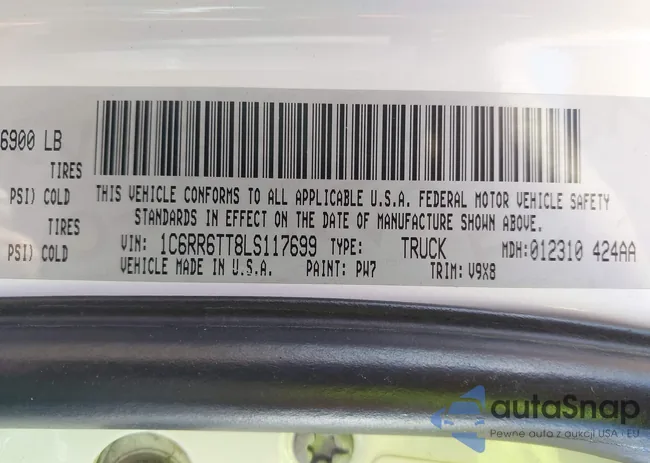 6900 LB
TIRES
PSI) COLD
TIRES
PSI) COLD
THIS VEHICLE CONFORMS TO ALL APPLICABLE U.S.A. FEDERAL MOTOR VEHICLE SAFETY
STANDARDS IN EFFECT ON THE DATE OF MANUFACTURE SHOWN ABOVE.
VIN: 1C6RR6TT8LS117699 TYPE: TRUCK MDH: 012310 424AA
VEHICLE MADE IN U.S.A. PAINT: PW7 TRIM: V9X8
autaSnap
Pewne auta z aukcji USA i EU